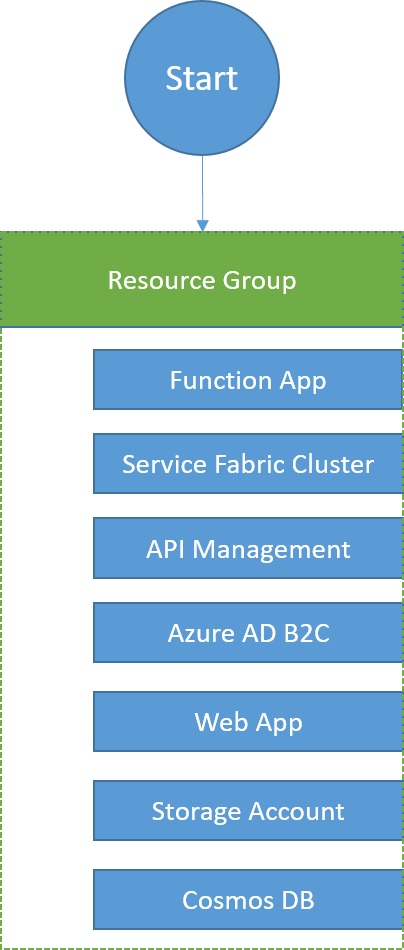 Start
Resource Group
Function App
Service Fabric Cluster
API Management
Azure AD B2C
Web App
Storage Account
Cosmos DB